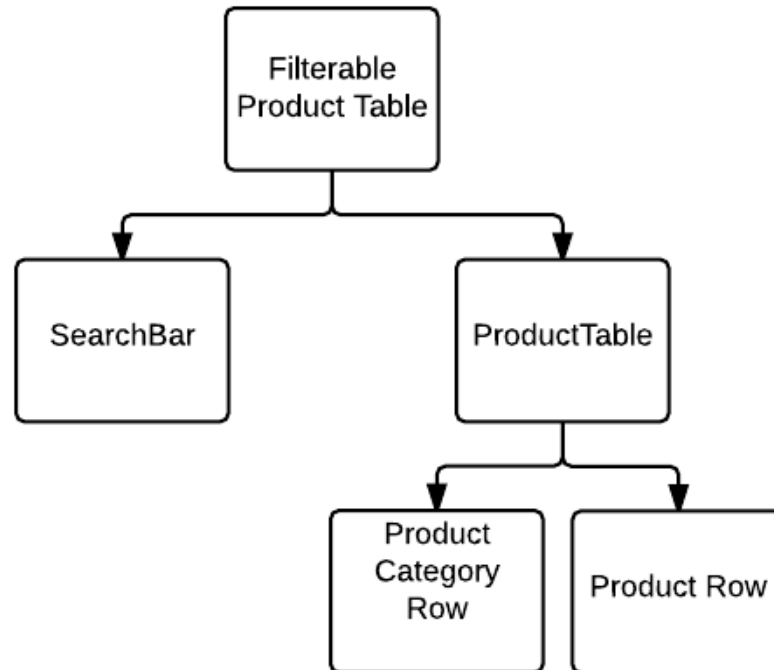 Filterable
Product Table
SearchBar
ProductTable
Product
Category
Row
Product Row